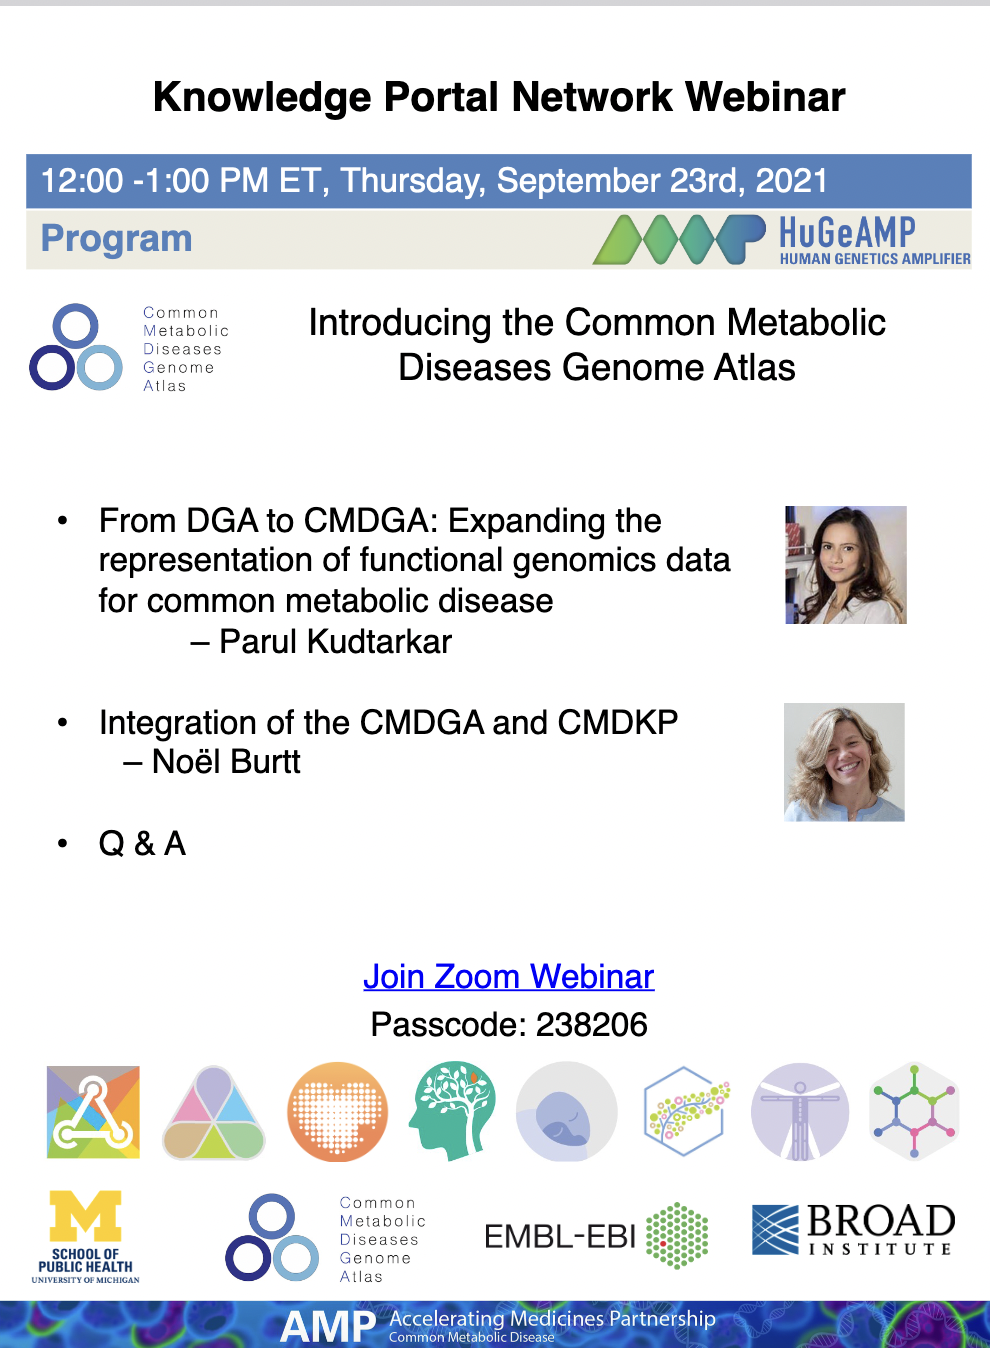 Knowledge Portal Network Webinar
12:00 -1:00 PM ET, Thursday, September 23rd, 2021
Program
HuGeAMP
HUMAN GENETICS AMPLIFIER
Common
Metabolic
Diseases
Genome
Atlas
Introducing the Common Metabolic
Diseases Genome Atlas
• From DGA to CMDGA: Expanding the
representation of functional genomics data
for common metabolic disease
– Parul Kudtarkar
• Integration of the CMDGA and CMDKP
– Noël Burtt
• Q & A
Join Zoom Webinar
Passcode: 238206
M
SCHOOL OF
PUBLIC HEALTH
UNIVERSITY OF MICHIGAN
Common
Metabolic
Diseases
Genome
Atlas
EMBL-EBI
BROAD
INSTITUTE
AMP Accelerating Medicines Partnership
Common Metabolic Disease